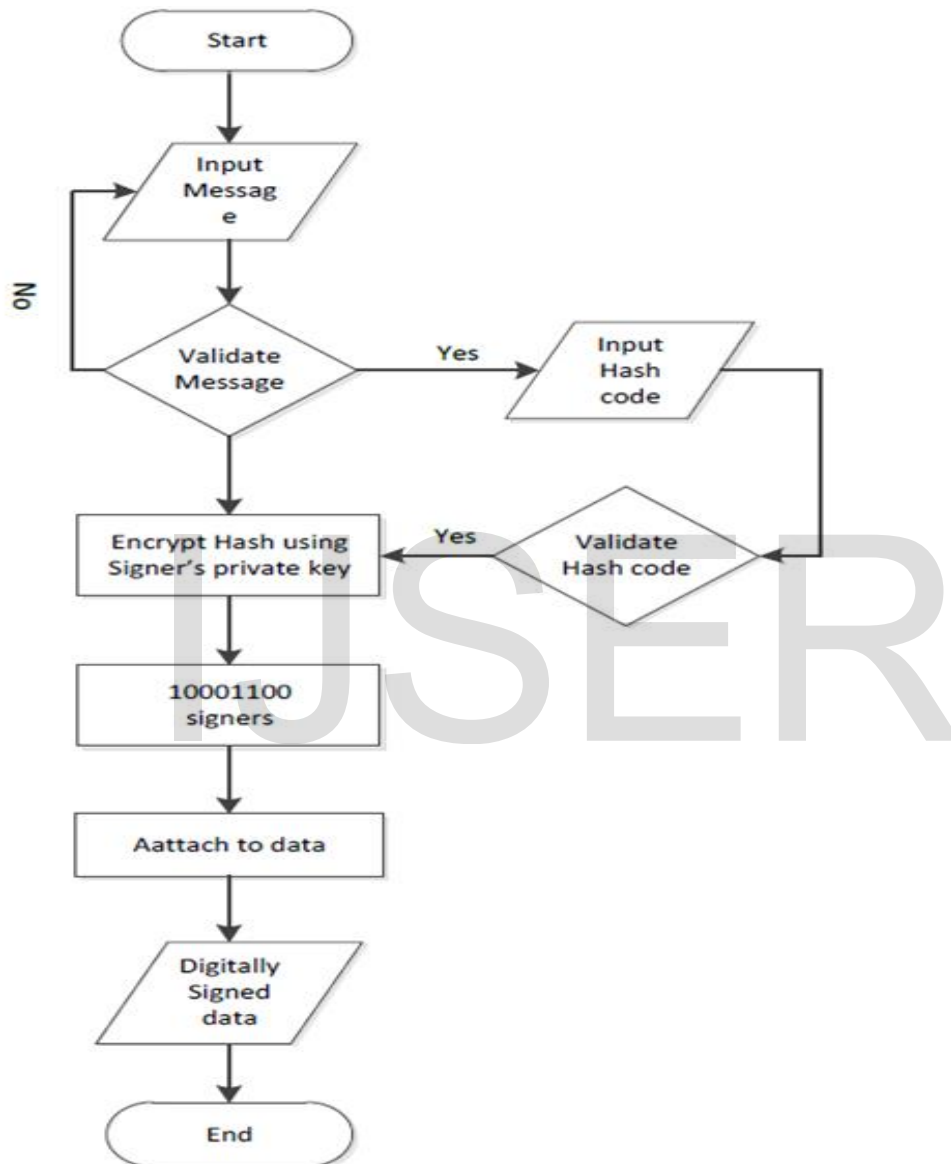 Start
Input
Messag
e
No
Validate
Message
Yes
Input
Hash
code
Encrypt Hash using
Signer's private key
Yes
Validate
Hash code
10001100
signers
Aattach to data
Digitally
Signed
data
End
IJSER